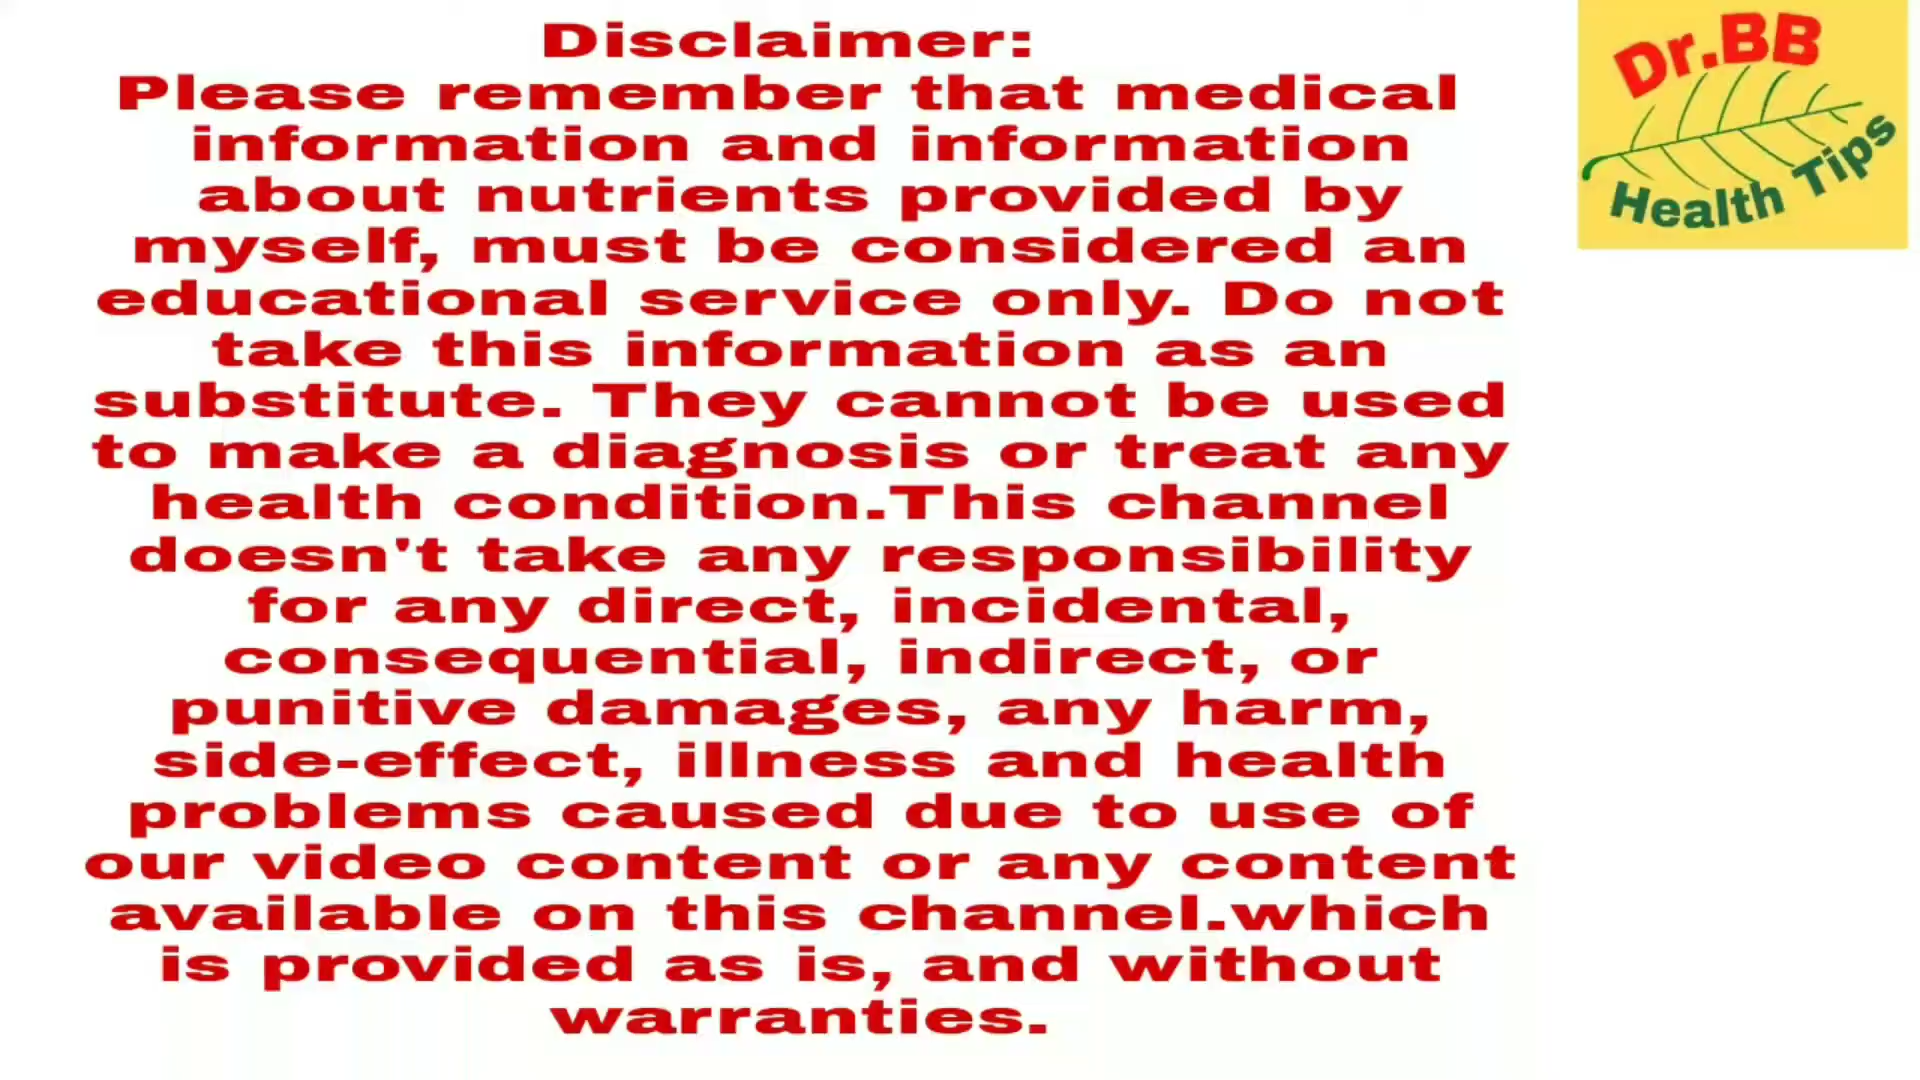 Disclaimer:
Please remember that medical
information and information
about nutrients provided by
myself, must be considered an
educational service only. Do not
take this information as an
substitute. They cannot be used
to make a diagnosis or treat any
health condition.This channel
doesn't take any responsibility
for any direct, incidental,
consequential, indirect, or
punitive damages, any harm,
side-effect, illness and health
problems caused due to use of
our video content or any content
available on this channel.which
is provided as is, and without
warranties.
Dr.BB
Health Tips